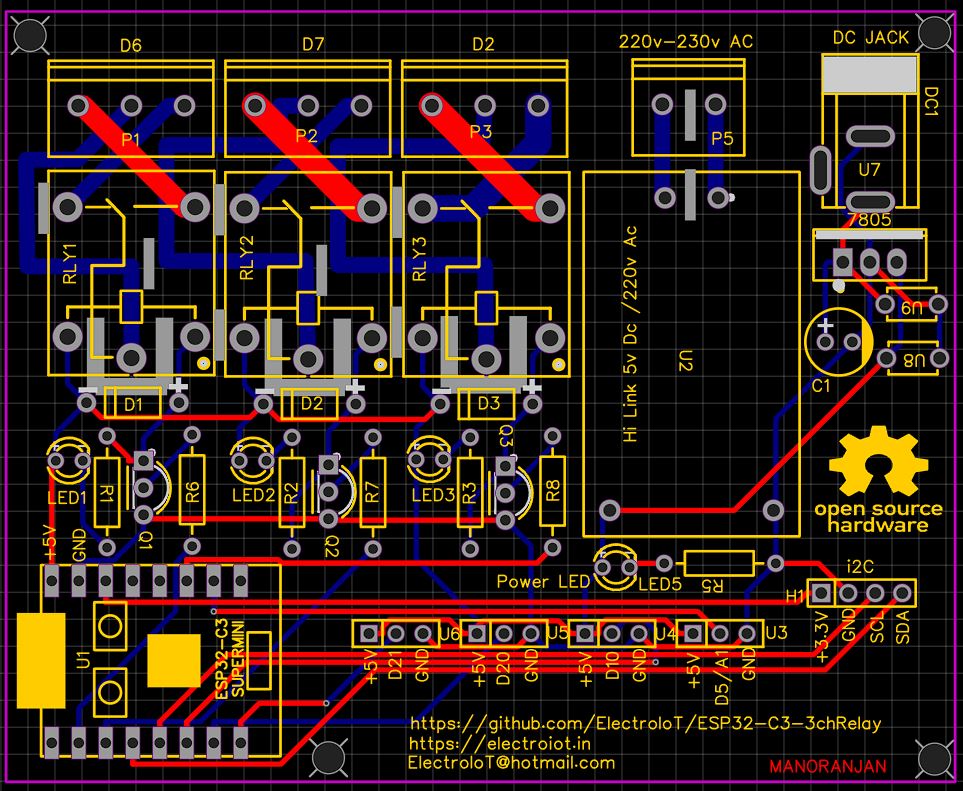 D6
D7
D2
220v-230v AC
DC JACK
DC1
P1
P2
P3
P5
U7
7805
RLY1
RLY2
RLY3
Hi Link 5v Dc /220v Ac
U2
U9
U8
C1
D1
D2
D3
Q3
LED1
R1
R6
LED2
R2
R7
LED3
R3
R8
open source
hardware
+5V
GND
Q1
Q2
Power LED
LED5
R5
i2C
H1
+3.3V
GND
SCL
SDA
U1
ESP32-C3
SUPERMINI
U6
U5
U4
U3
+5V
D21
GND
+5V
D20
GND
+5V
D10
GND
+5V
D5/A1
GND
https://github.com/ElectroIoT/ESP32-C3-3chRelay
https://electroiot.in
ElectroIoT@hotmail.com
MANORANJAN